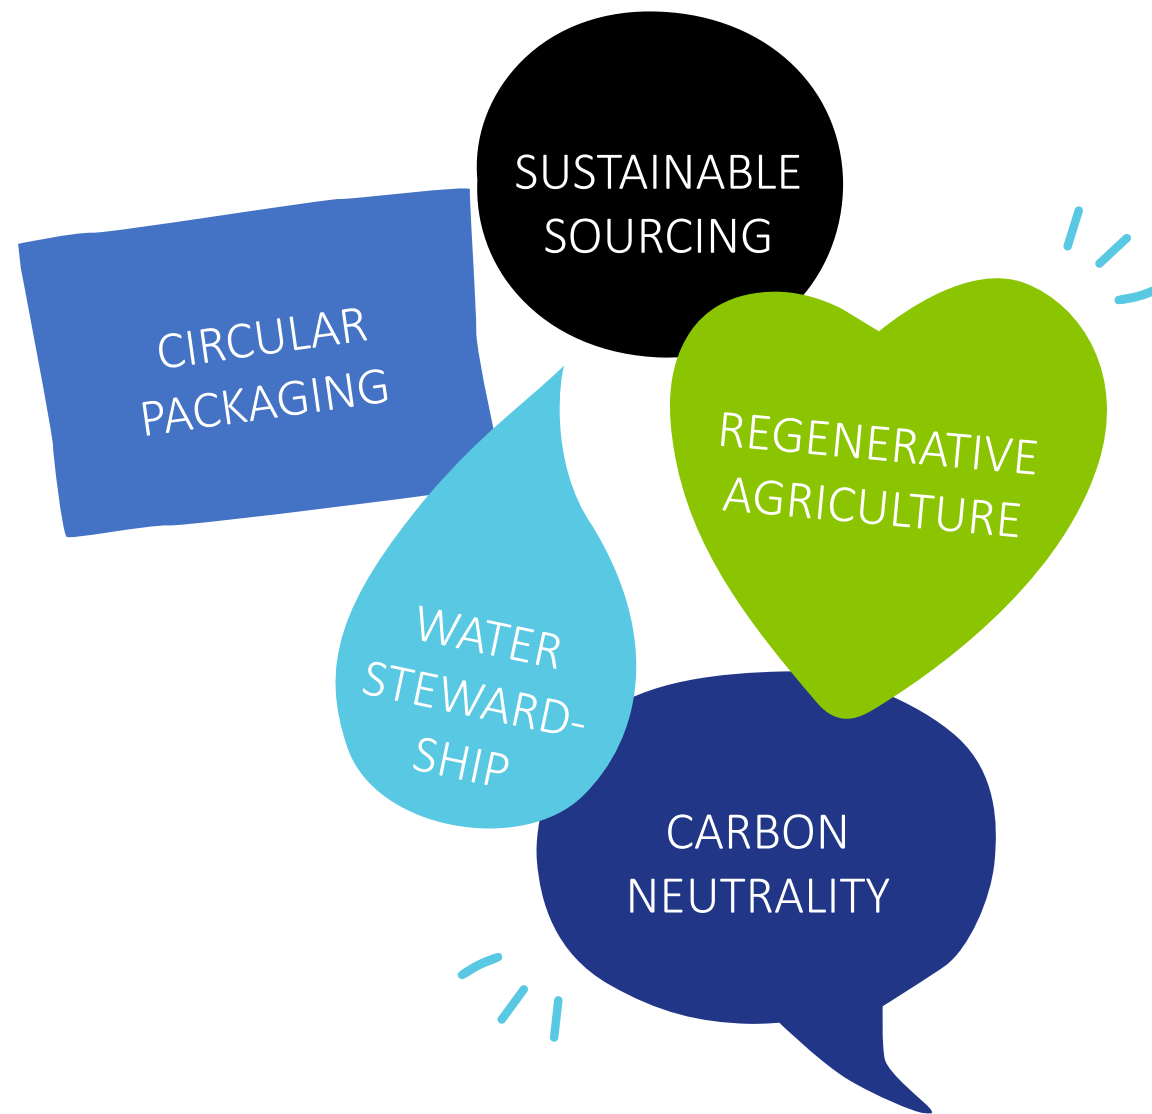 SUSTAINABLE
SOURCING
CIRCULAR
PACKAGING
REGENERATIVE
AGRICULTURE
WATER
STEWARD-
SHIP
CARBON
NEUTRALITY